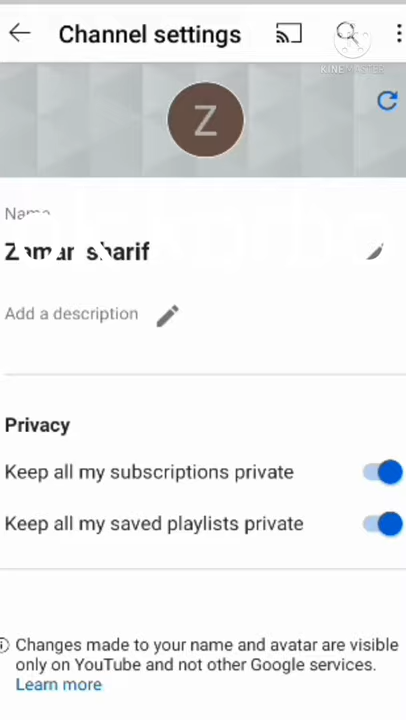 Channel settings
KINEMASTER
Z
Name
sharif
Add a description
Privacy
Keep all my subscriptions private
Keep all my saved playlists private
Changes made to your name and avatar are visible
only on YouTube and not other Google services.
Learn more